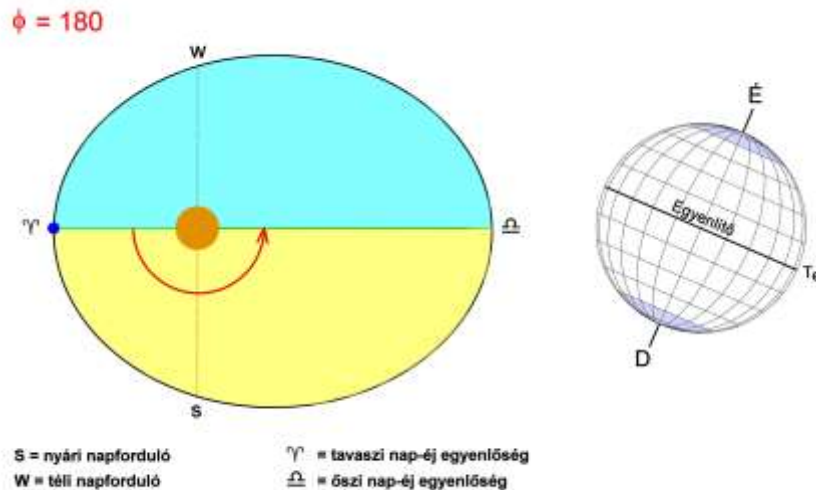 ϕ = 180
W
É
♈
♎
Egyenlítő
D
S
S = nyári napforduló
♈ = tavaszi nap-éj egyenlőség
W = téli napforduló
♎ = őszi nap-éj egyenlőség